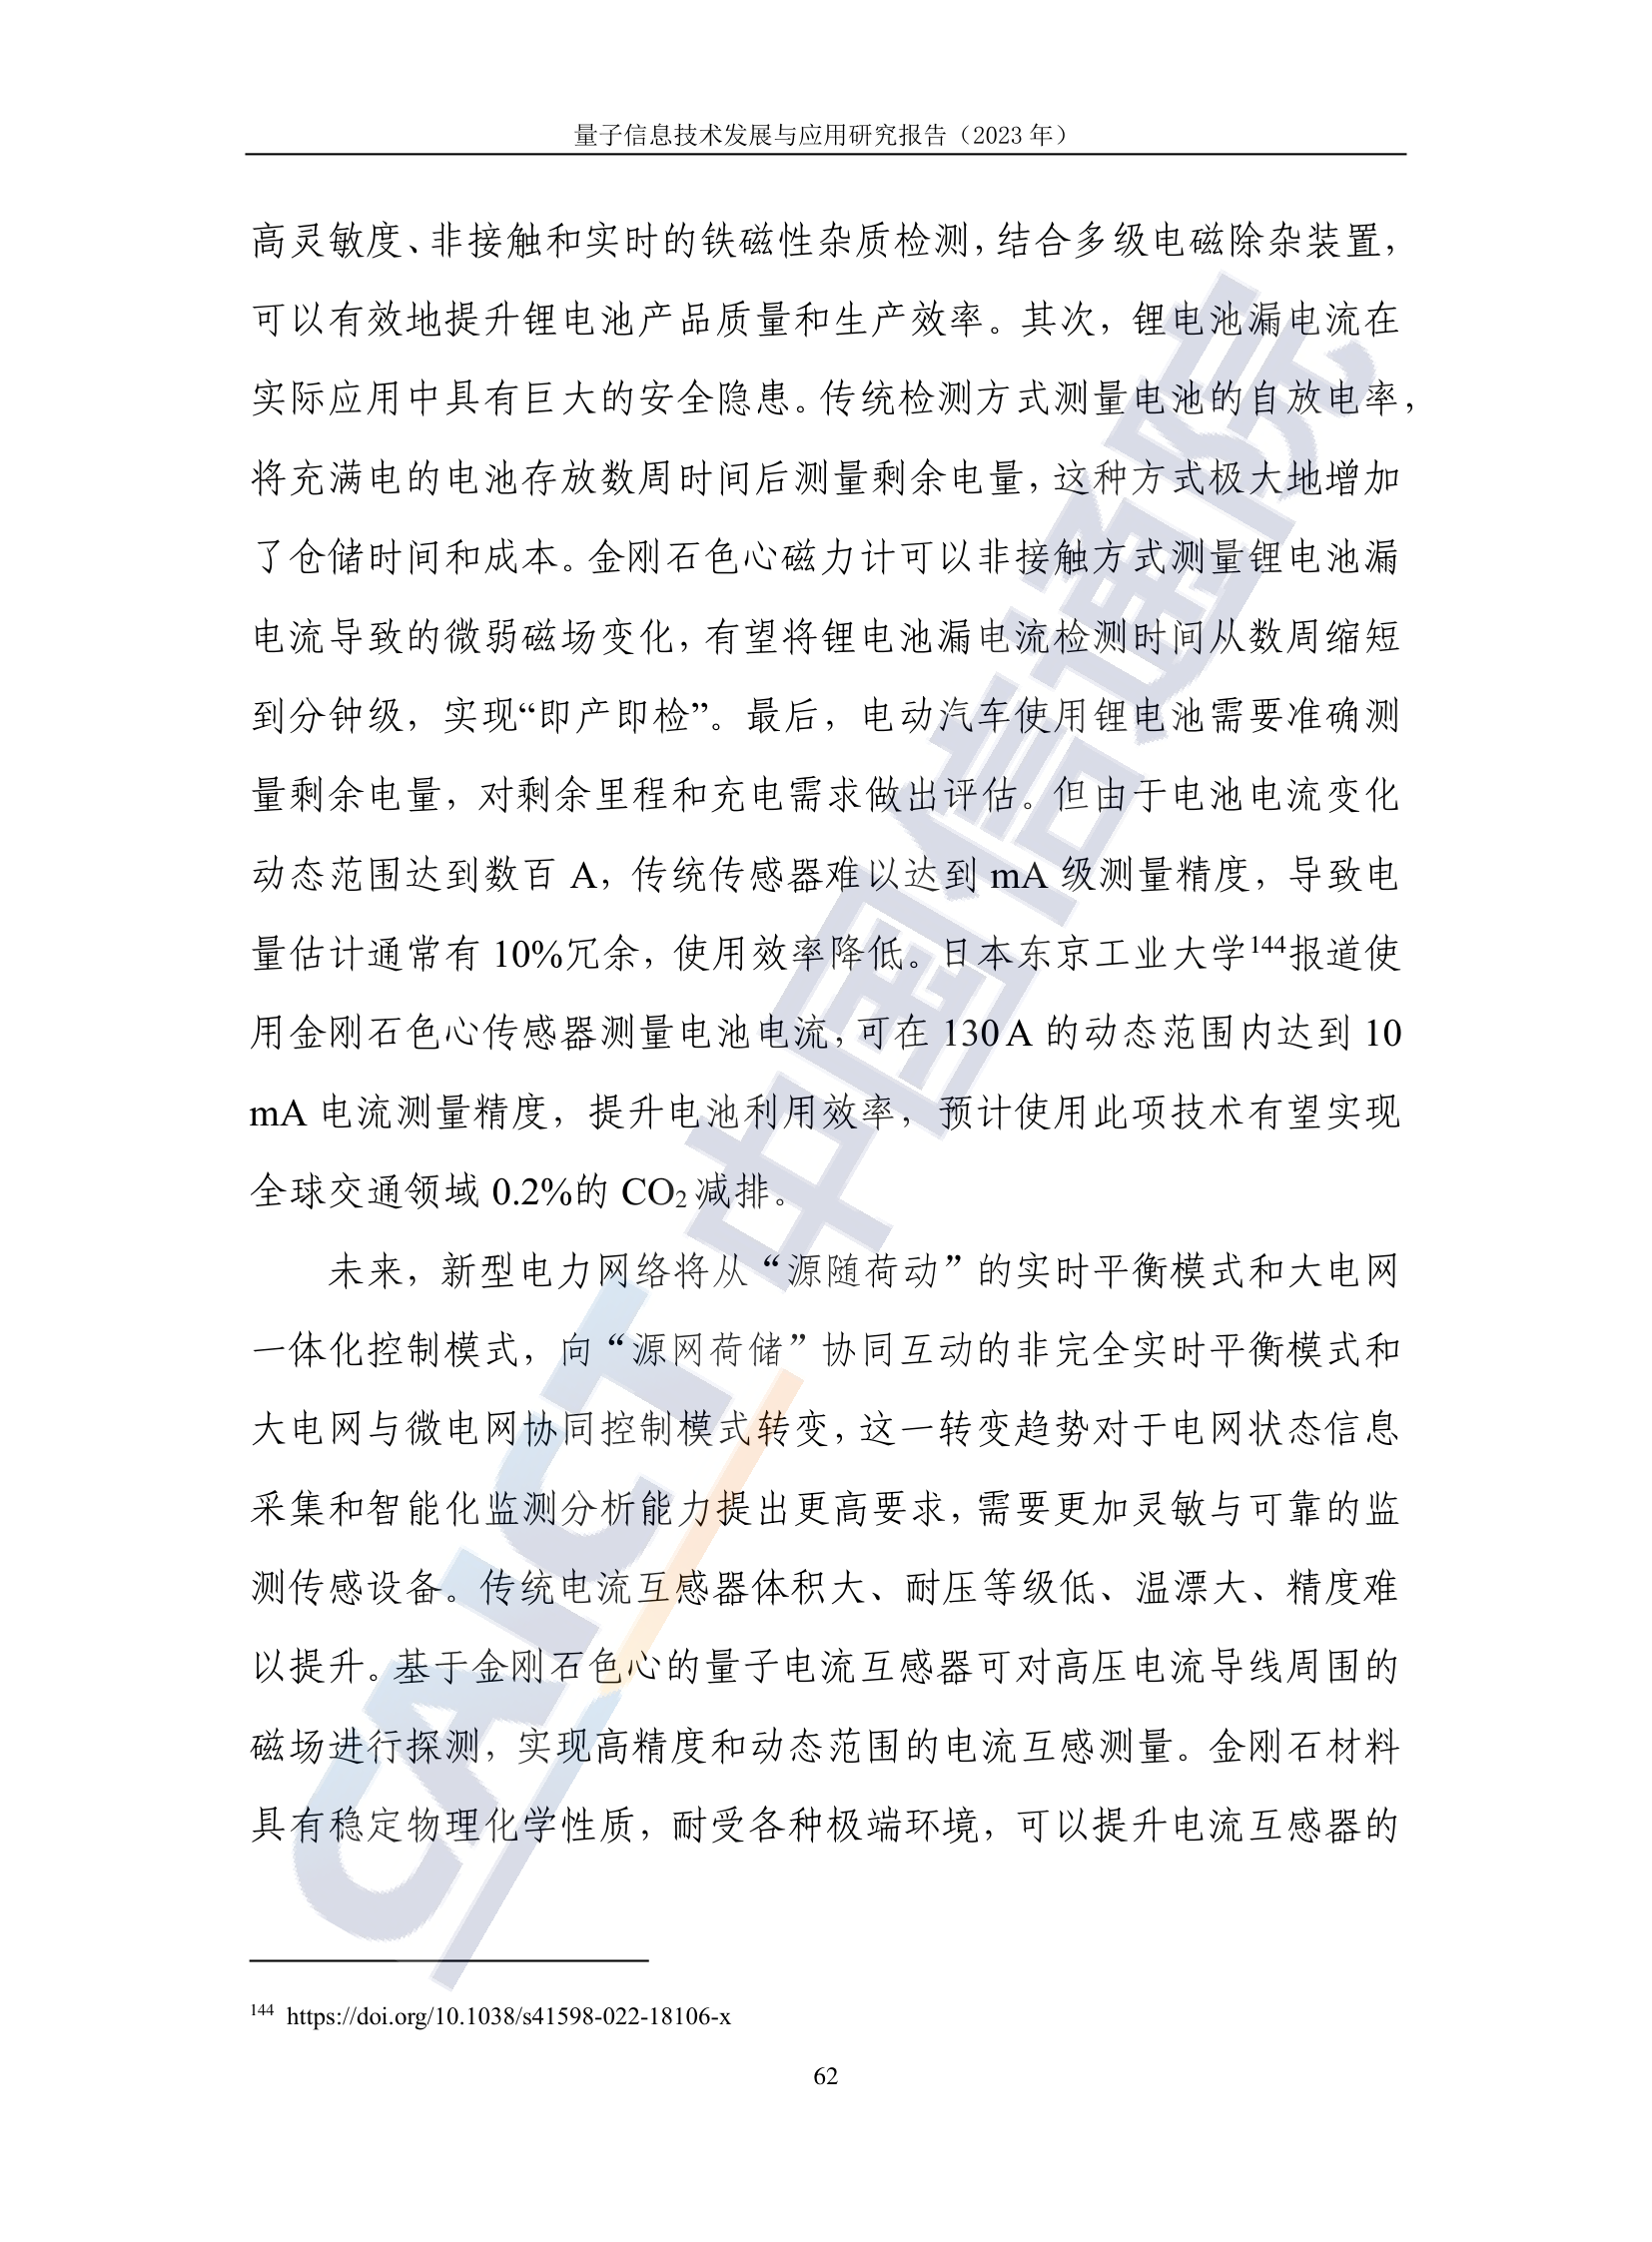 量子信息技术发展与应用研究报告（2023 年）
高灵敏度、非接触和实时的铁磁性杂质检测，结合多级电磁除杂装置，
可以有效地提升锂电池产品质量和生产效率。其次，锂电池漏电流在
实际应用中具有巨大的安全隐患。传统检测方式测量电池的自放电率，
将充满电的电池存放数周时间后测量剩余电量，这种方式极大地增加
了仓储时间和成本。金刚石色心磁力计可以非接触方式测量锂电池漏
电流导致的微弱磁场变化，有望将锂电池漏电流检测时间从数周缩短
到分钟级，实现“即产即检”。最后，电动汽车使用锂电池需要准确测
量剩余电量，对剩余里程和充电需求做出评估。但由于电池电流变化
动态范围达到数百 A，传统传感器难以达到 mA 级测量精度，导致电
量估计通常有 10%冗余，使用效率降低。日本东京工业大学144报道使
用金刚石色心传感器测量电池电流，可在 130 A 的动态范围内达到 10
mA 电流测量精度，提升电池利用效率，预计使用此项技术有望实现
全球交通领域 0.2%的 CO2 减排。
未来，新型电力网络将从“源随荷动”的实时平衡模式和大电网
一体化控制模式，向“源网荷储”协同互动的非完全实时平衡模式和
大电网与微电网协同控制模式转变，这一转变趋势对于电网状态信息
采集和智能化监测分析能力提出更高要求，需要更加灵敏与可靠的监
测传感设备。传统电流互感器体积大、耐压等级低、温漂大、精度难
以提升。基于金刚石色心的量子电流互感器可对高压电流导线周围的
磁场进行探测，实现高精度和动态范围的电流互感测量。金刚石材料
具有稳定物理化学性质，耐受各种极端环境，可以提升电流互感器的
144 https://doi.org/10.1038/s41598-022-18106-x
62
CAICT 中国信通院